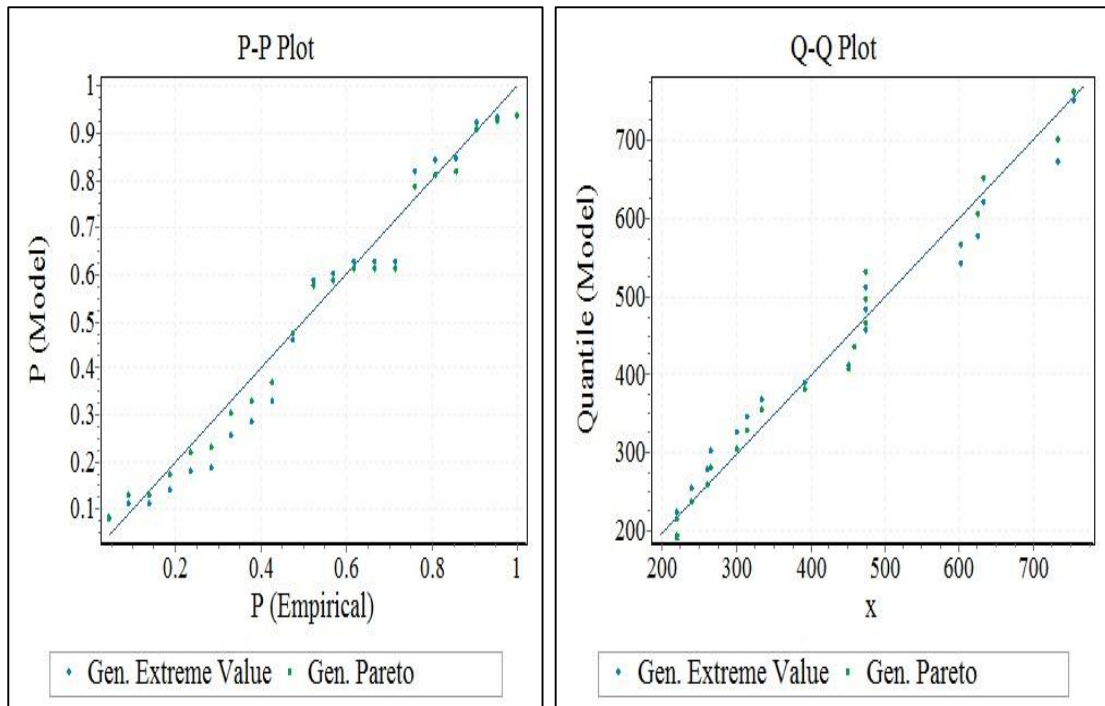 P-P Plot
1
0.9
0.8
0.7
0.6
0.5
0.4
0.3
0.2
0.1
P (Model)
0.2 0.4 0.6 0.8 1
P (Empirical)
Gen. Extreme Value Gen. Pareto
Q-Q Plot
700
600
500
400
300
200
Quantile (Model)
200 300 400 500 600 700
x
Gen. Extreme Value Gen. Pareto